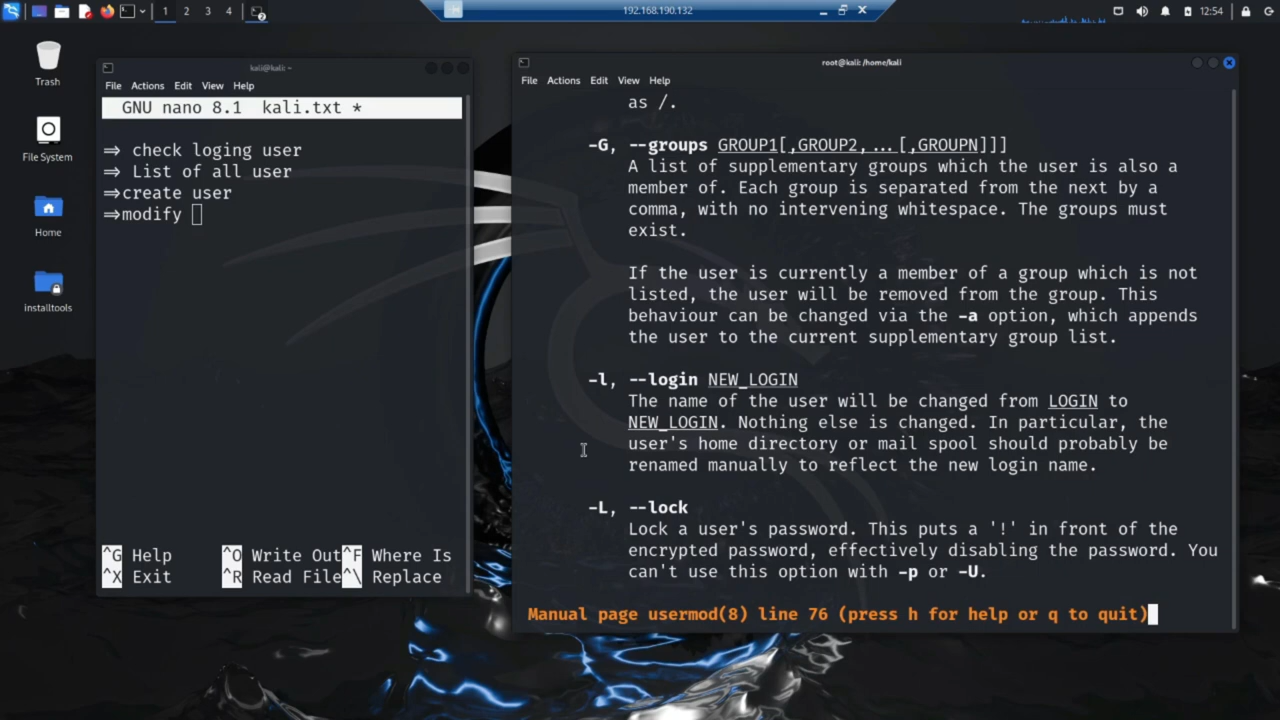 1 2 3 4
192.168.190.132
12:54
Trash
File System
Home
installtools
kali@kali: ~
File Actions Edit View Help
GNU nano 8.1 kali.txt *
⇒ check loging user
⇒ List of all user
⇒create user
⇒modify
^G Help ^O Write Out ^F Where Is
^X Exit ^R Read File ^\ Replace
root@kali: /home/kali
File Actions Edit View Help
as /.
-G, --groups GROUP1[,GROUP2,...[,GROUPN]]]
A list of supplementary groups which the user is also a
member of. Each group is separated from the next by a
comma, with no intervening whitespace. The groups must
exist.
If the user is currently a member of a group which is not
listed, the user will be removed from the group. This
behaviour can be changed via the -a option, which appends
the user to the current supplementary group list.
-l, --login NEW_LOGIN
The name of the user will be changed from LOGIN to
NEW_LOGIN. Nothing else is changed. In particular, the
user's home directory or mail spool should probably be
renamed manually to reflect the new login name.
-L, --lock
Lock a user's password. This puts a '!' in front of the
encrypted password, effectively disabling the password. You
can't use this option with -p or -U.
Manual page usermod(8) line 76 (press h for help or q to quit)